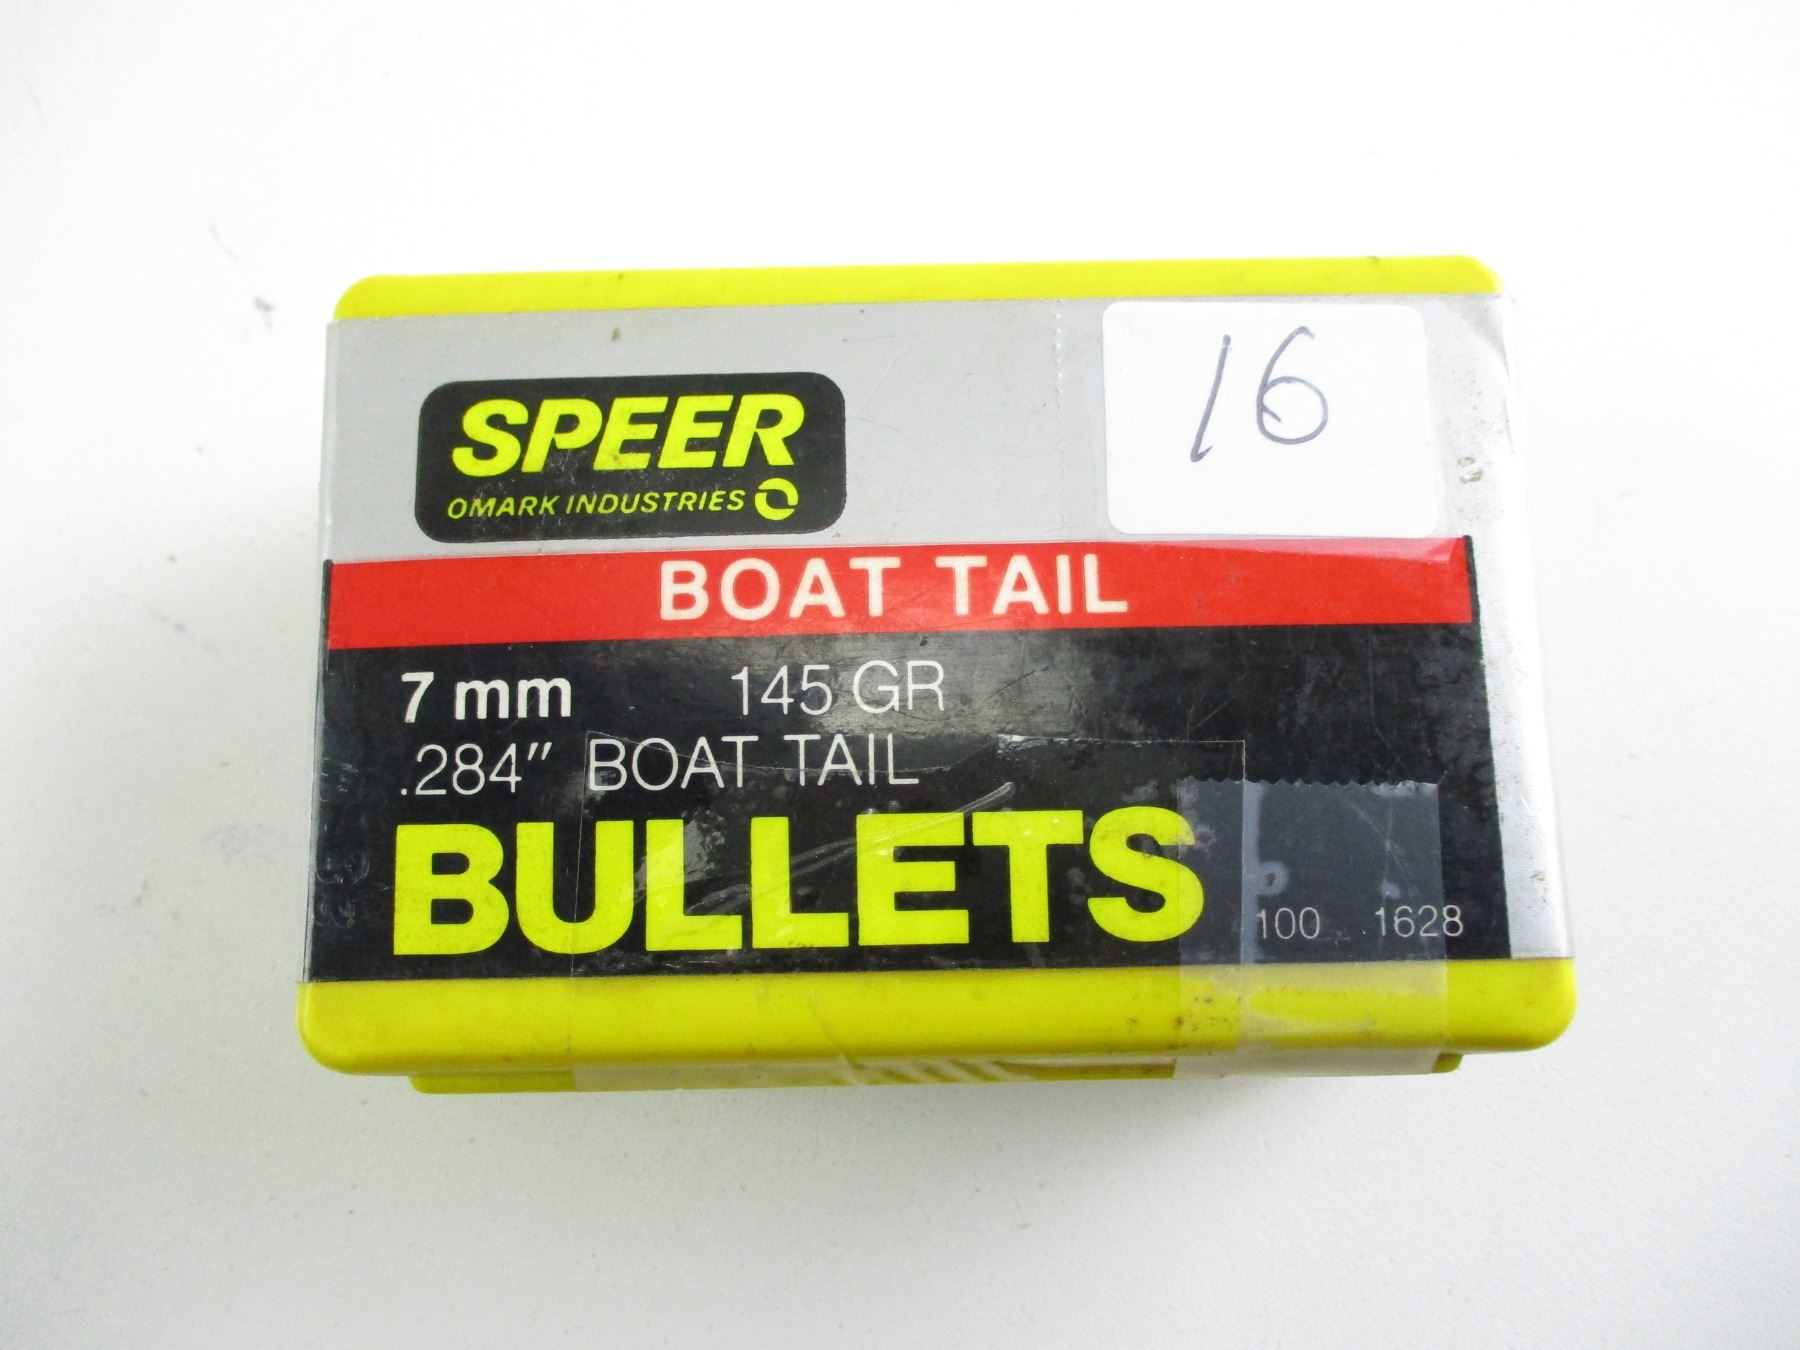 16
SPEER
OMARK INDUSTRIES
BOAT TAIL
7 mm 145 GR
.284" BOAT TAIL
BULLETS
100 1628